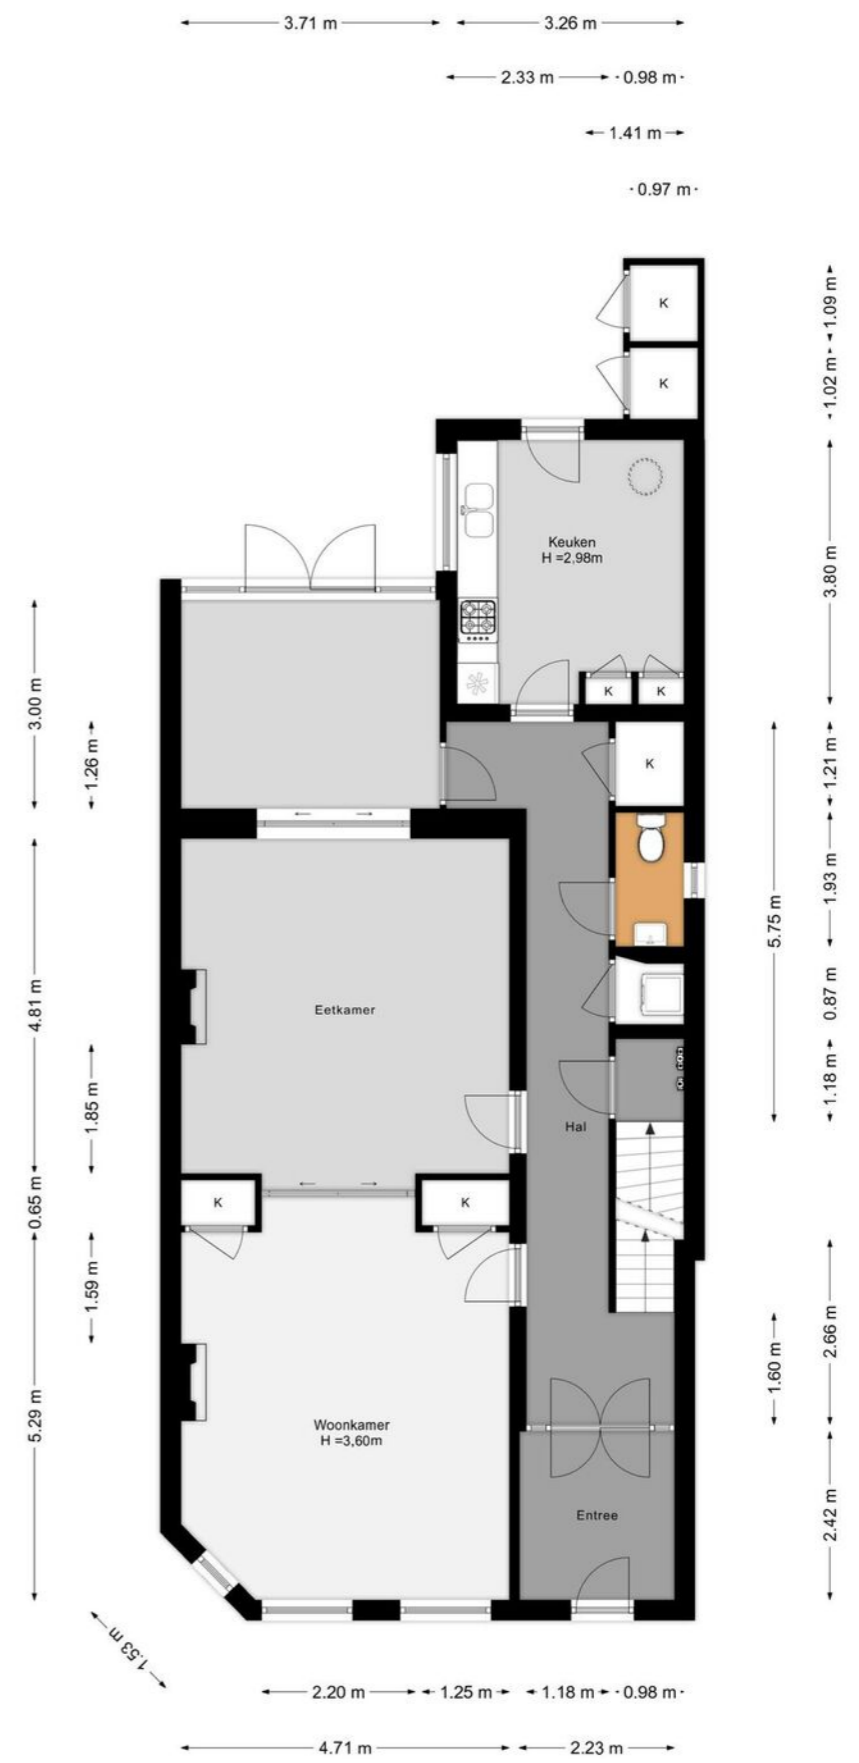 3.71 m
3.26 m
2.33 m
0.98 m
1.41 m
0.97 m
K
1.09 m
K
1.02 m
Keuken
H =2,98m
3.80 m
K
K
3.00 m
1.26 m
K
1.21 m
1.93 m
5.75 m
4.81 m
Eetkamer
0.87 m
1.85 m
1.18 m
Hal
0.65 m
K
K
1.59 m
2.66 m
1.60 m
5.29 m
Woonkamer
H =3,60m
Entree
2.42 m
1.53 m
2.20 m
1.25 m
1.18 m
0.98 m
4.71 m
2.23 m